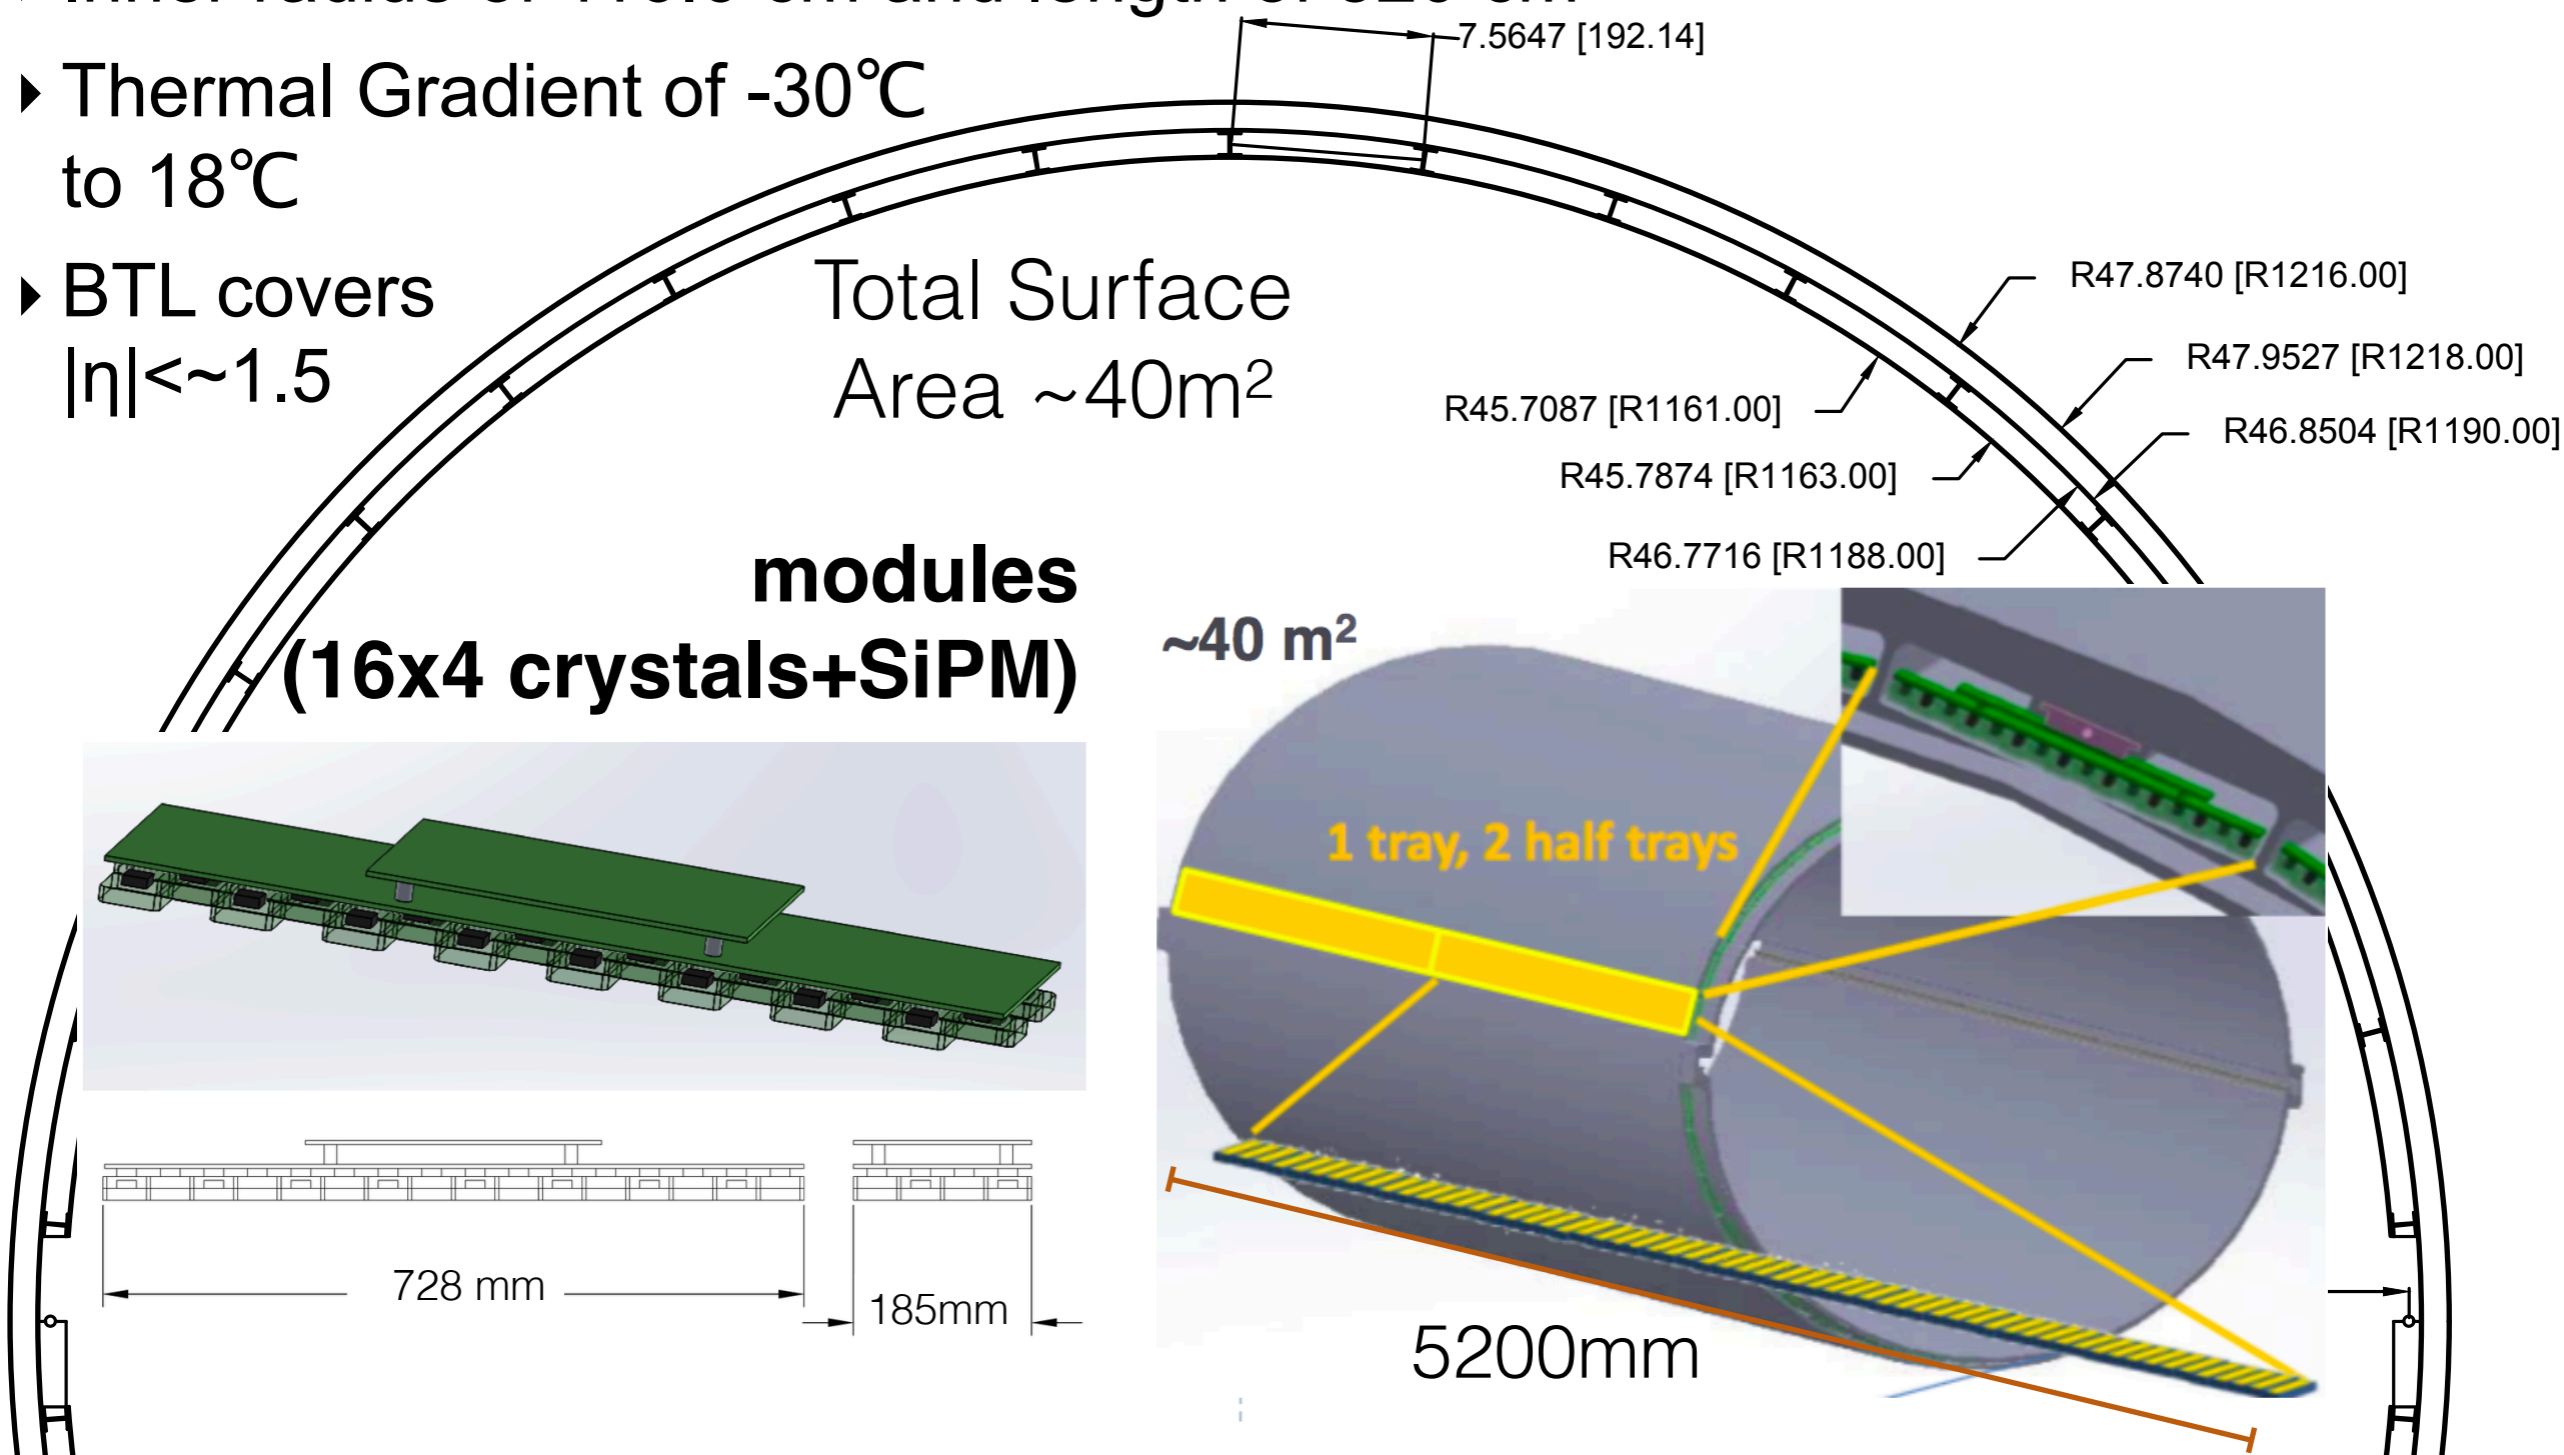 7.5647 [192.14]
‣ Thermal Gradient of -30℃
to 18℃
‣ BTL covers
|η|<~1.5
Total Surface
Area ~40m²
R47.8740 [R1216.00]
R47.9527 [R1218.00]
R45.7087 [R1161.00]
R46.8504 [R1190.00]
R45.7874 [R1163.00]
R46.7716 [R1188.00]
modules
(16x4 crystals+SiPM)
~40 m²
1 tray, 2 half trays
728 mm
185mm
5200mm